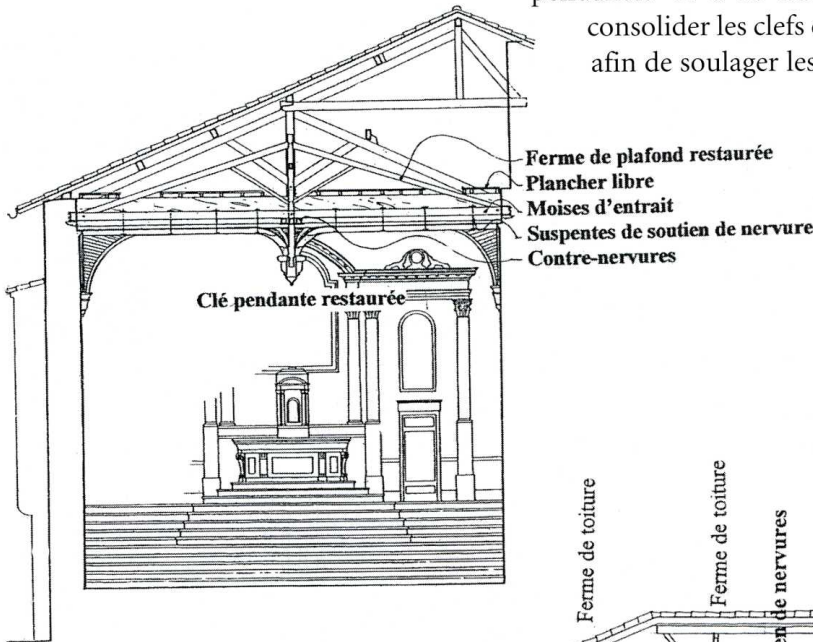 consolider les clefs
afin de soulager les
Ferme de plafond restaurée
Plancher libre
Moises d'entrait
Suspentes de soutien de nervure
Contre-nervures
Clé pendante restaurée
Ferme de toiture
Ferme de toiture
de nervures